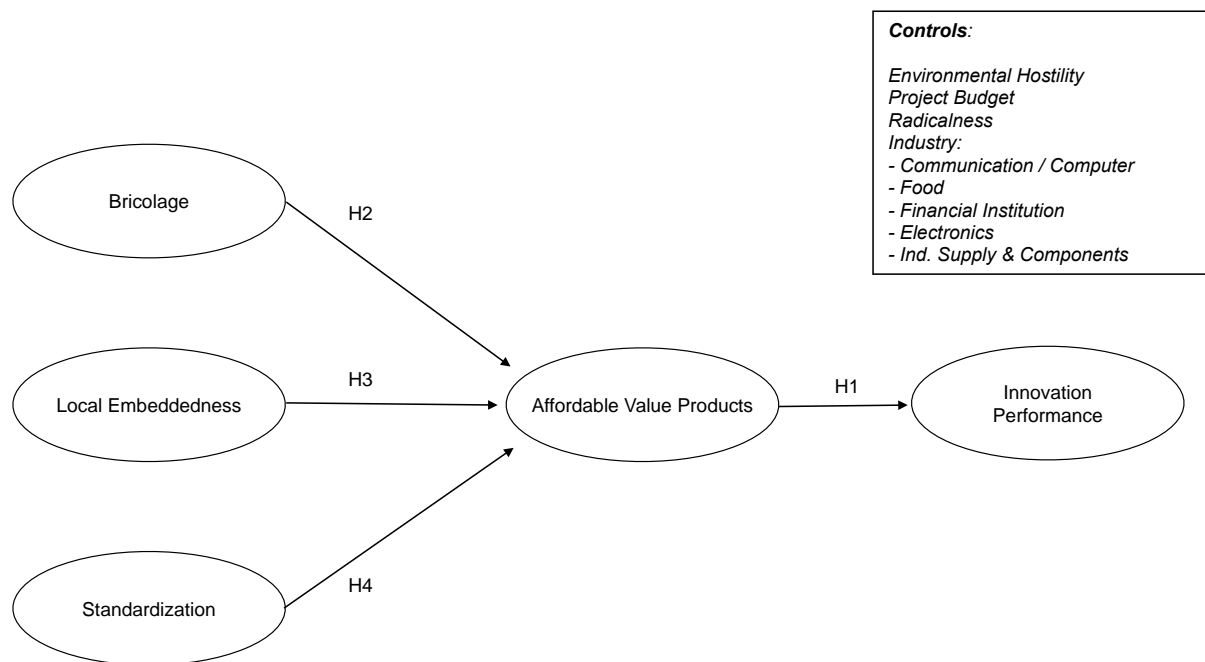 Controls:
Environmental Hostility
Project Budget
Radicalness
Industry:
- Communication / Computer
- Food
- Financial Institution
- Electronics
- Ind. Supply & Components
Bricolage
H2
Local Embeddedness
H3
Affordable Value Products
H1
Innovation
Performance
Standardization
H4